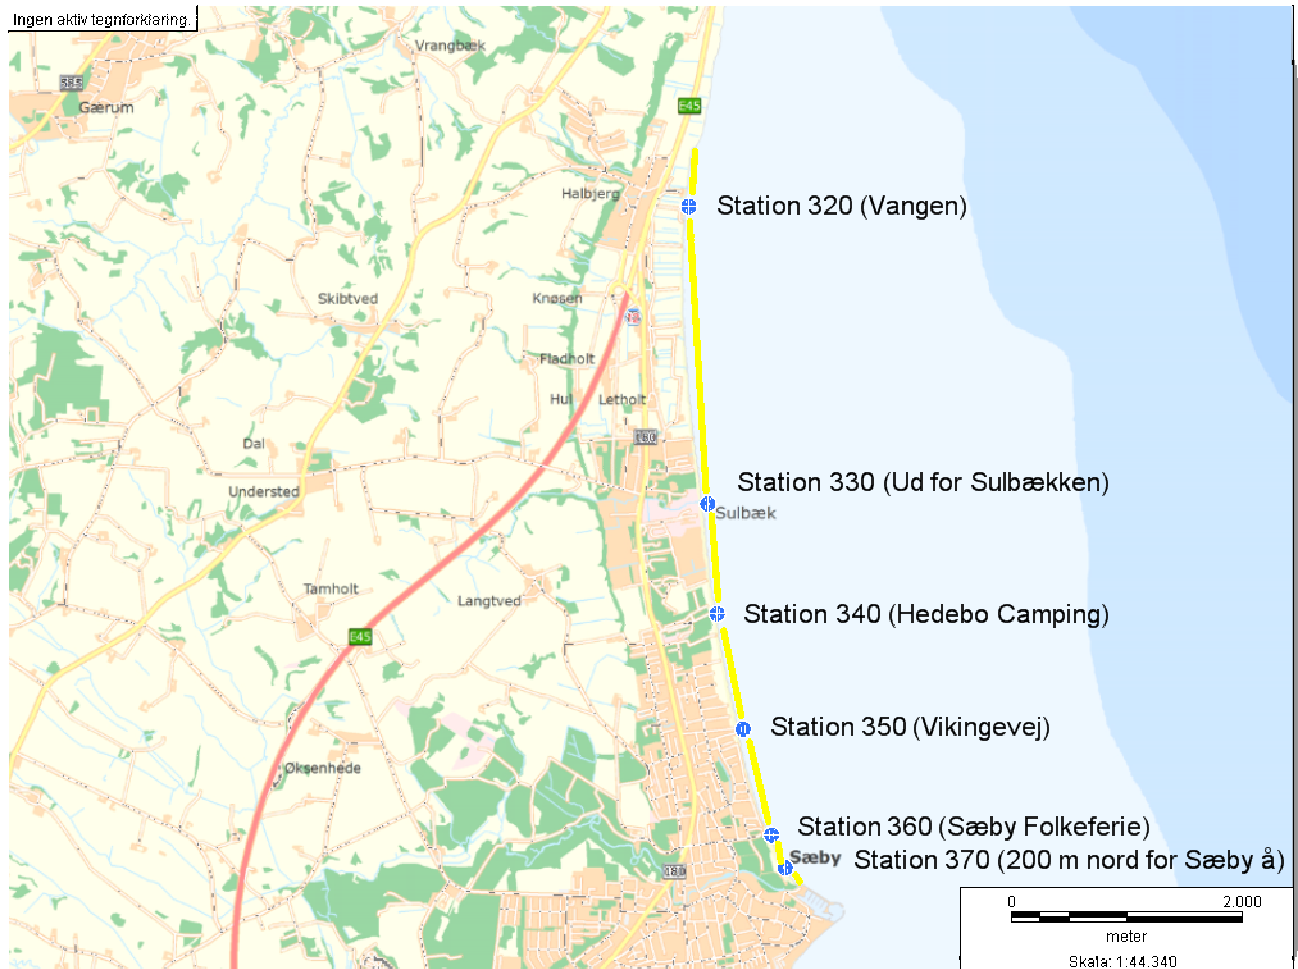 Ingen aktiv tegnforklaring.
Vrangbæk
585
Gærum
E45
Halbjerg
Station 320 (Vangen)
Skibtved
Knøsen
Fladholt
Hul
Letholt
Dal
Understed
Station 330 (Ud for Sulbækken)
Sulbæk
Tamholt
Langtved
Station 340 (Hedebo Camping)
E45
Station 350 (Vikingevej)
Øksenhede
Station 360 (Sæby Folkeferie)
Sæby
Station 370 (200 m nord for Sæby å)
180
0 2.000
meter
Skala: 1:44.340